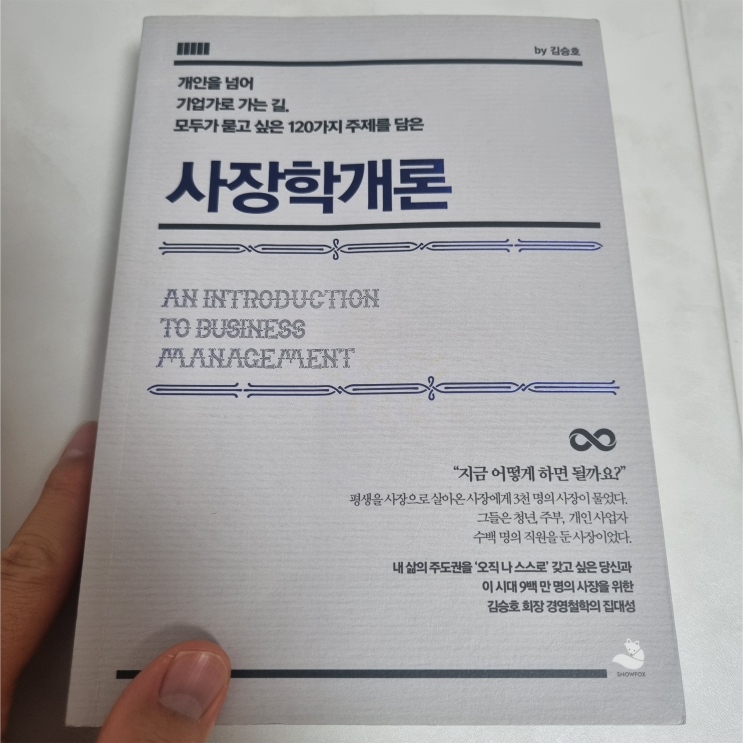 by 김승호
개인을 넘어
기업가로 가는 길.
모두가 묻고 싶은 120가지 주제를 담은
사장학개론
AN INTRODUCTION
TO BUSINESS
MANAGEMENT
“지금 어떻게 하면 될까요?”
평생을 사장으로 살아온 사장에게 3천 명의 사장이 물었다.
그들은 청년, 주부, 개인 사업자
수백 명의 직원을 둔 사장이었다.
내 삶의 주도권을 ‘오직 나 스스로’ 갖고 싶은 당신과
이 시대 9백 만 명의 사장을 위한
김승호 회장 경영철학의 집대성
SNOWFOX